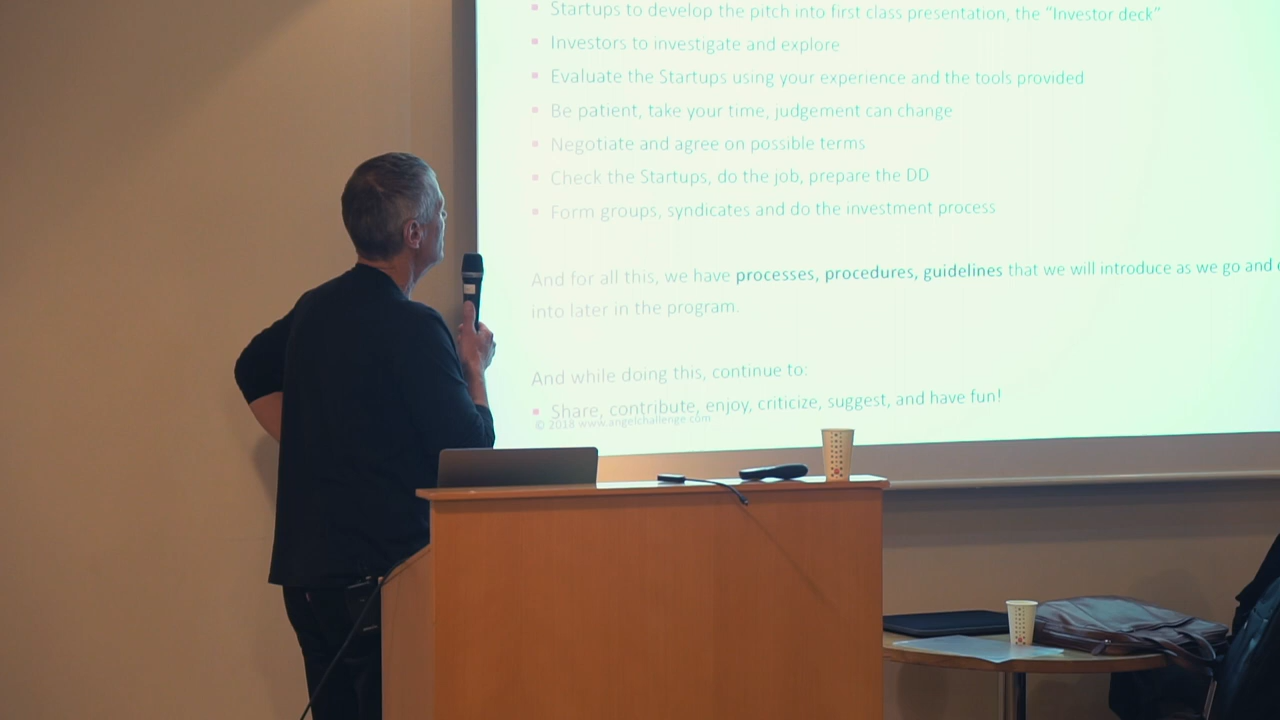 Startups to develop the pitch into first class presentation, the “Investor deck”
Investors to investigate and explore
Evaluate the Startups using your experience and the tools provided
Be patient, take your time, judgement can change
Negotiate and agree on possible terms
Check the Startups, do the job, prepare the DD
Form groups, syndicates and do the investment process
And for all this, we have processes, procedures, guidelines that we will introduce as we go and
into later in the program.
And while doing this, continue to:
Share, contribute, enjoy, criticize, suggest, and have fun!
© 2018 www.angelchallenge.com